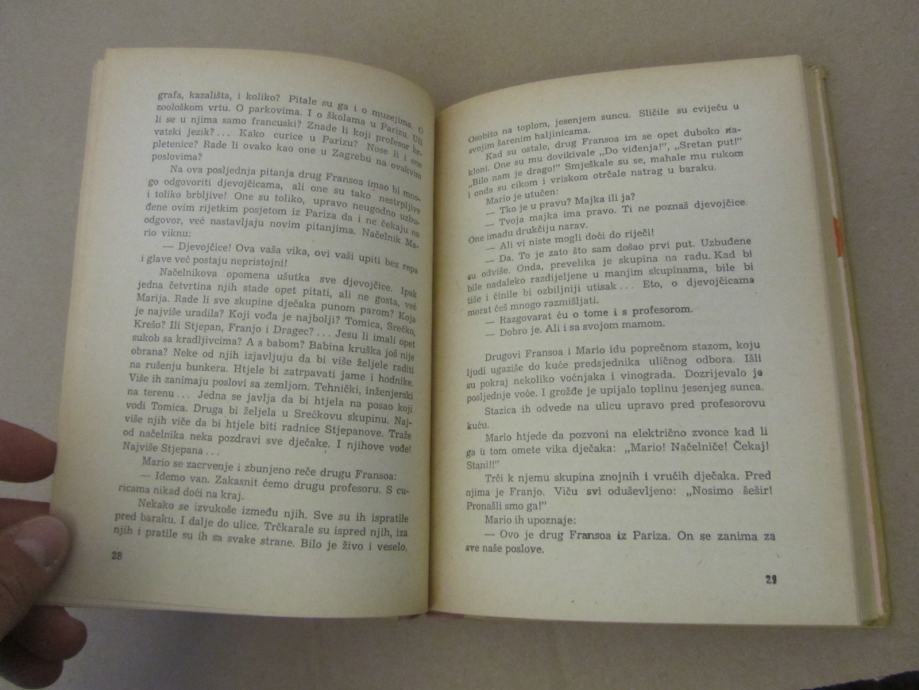 grafa, kazališta, i koliko? Pitale su ga i o muzejima. O
zoološkom vrtu. O parkovima. I o školama u Parizu. Uli
li se u njima samo francuski? Znade li koji profesor hr-
vatski jezik?... Kako curice u Parizu? Nose li i one
pletenice? Rade li ovako kao one u Zagrebu na ovakvim
poslovima?
Na ova posljednja pitanja drug Fransoa imao bi mno-
go odgovoriti djevojčicama, ali one su tako nestrpljive
i toliko brbljive! One su toliko, upravo neugodno uzbu-
đene ovim rijetkim posjetom iz Pariza da i ne čekaju na
odgovor, već nastavljaju novim pitanjima. Načelnik Ma-
rio viknu:
— Djevojčice! Ova vaša vika, ovi vaši upiti bez repa
i glave već postaju nepristojni!
Načelnikova opomena ušutka sve djevojčice. Ipak
jedna četvrtina njih stade opet pitati, ali ne gosta, već
Marija. Rade li sve skupine dječaka punom parom? Koja
je najviše uradila? Koji vođa je najbolji? Tomica, Srećko,
Krešo? Ili Stjepan, Franjo i Dragec?... Jesu li imali opet
sukob sa kradljivcima? A s babom? Babina kruška još nije
obrana? Neke od njih izjavljuju da bi više željele raditi
na rušenju bunkera. Htjele bi zatrpavati jame i hodnike.
Više ih zanimaju poslovi sa zemljom. Tehnički, inženjerski
na terenu... Jedna se javlja da bi htjela na posao koji
vodi Tomica. Druga bi željela u Srećkovu skupinu. Naj-
više njih viče da bi htjele biti radnice Stjepanove. Traže
od načelnika neka pozdravi sve dječake. I njihove vođe!
Najviše Stjepana...
Mario se zacrvene i zbunjeno reče drugu Fransoa:
— Idemo van. Zakasnit ćemo drugu profesoru. S cu-
ricama nikad doći na kraj.
Nekako se izvukoše između njih. Sve su ih ispratile
pred baraku. I dalje do ulice. Trčkarale su ispred njih, iza
njih i pratile su ih sa svake strane. Bilo je živo i veselo.
28
Osobito na toplom, jesenjem suncu. Sličile su cvijeću u
svojim šarenim haljinicama.
Kad su ostale, drug Fransoa im se opet duboko na-
kloni. One su mu dovikivale „Do viđenja!", „Sretan put!"
„Bilo nam je drago!" Smješkale su se, mahale mu rukom
i onda su cikom i vriskom otrčale natrag u baraku.
Mario je utučen:
— Tko je u pravu? Majka ili ja?
— Tvoja majka ima pravo. Ti ne poznaš djevojčice.
One imadu drukčiju narav.
— Ali vi niste mogli doći do riječi!
— Da. To je zato što sam došao prvi put. Uzbuđene
su odviše. Onda, prevelika je skupina na radu. Kad bi
bile nadaleko razdijeljene u manjim skupinama, bile bi
tiše i činile bi ozbiljniji utisak... Eto, o djevojčicama
morat ćeš mnogo razmišljati.
— Razgovarat ću o tome i s profesorom.
— Dobro je. Ali i sa svojom mamom.
Drugovi Fransoa i Mario idu poprečnom stazom, koju
ljudi ugaziše do kuće predsjednika uličnog odbora. Išli
su pokraj nekoliko voćnjaka i vinograda. Dozrijevalo je
posljednje voće. I grožđe je upijalo toplinu jesenjeg sunca.
Stazica ih odvede na ulicu upravo pred profesorovu
kuću.
Mario htjede da pozvoni na električno zvonce kad li
ga u tom omete vika dječaka: „Mario! Načelniče! Čekaj!
Stani!!"
Trči k njemu skupina znojnih i vrućih dječaka. Pred
njima je Franjo. Viču svi oduševljeno: „Nosimo šešir!
Pronašli smo ga!"
Mario ih upoznaje:
— Ovo je drug Fransoa iz Pariza. On se zanima za
sve naše poslove.
29